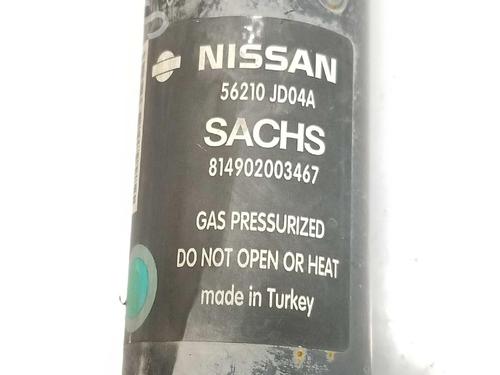 NISSAN
56210 JD04A
SACHS
814902003467
GAS PRESSURIZED
DO NOT OPEN OR HEAT
made in Turkey